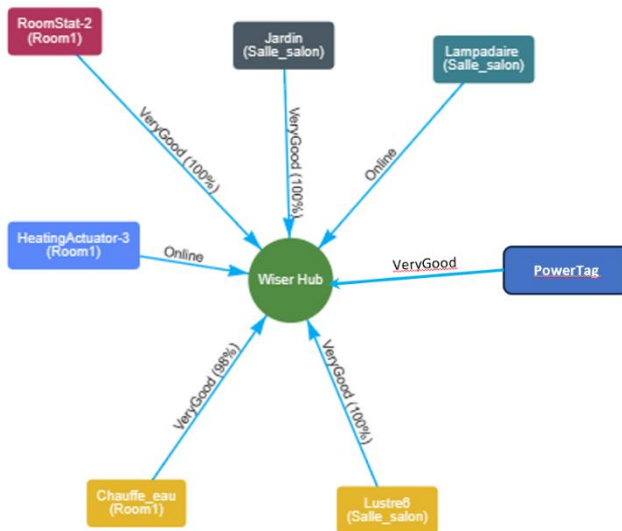 RoomStat-2
(Room1)
Jardin
(Salle_salon)
Lampadaire
(Salle_salon)
VeryGood (100%)
VeryGood (100%)
Online
HeatingActuator-3
(Room1)
Online
Wiser Hub
VeryGood
PowerTag
VeryGood (98%)
VeryGood (100%)
Chauffe_eau
(Room1)
Lustre8
(Salle_salon)